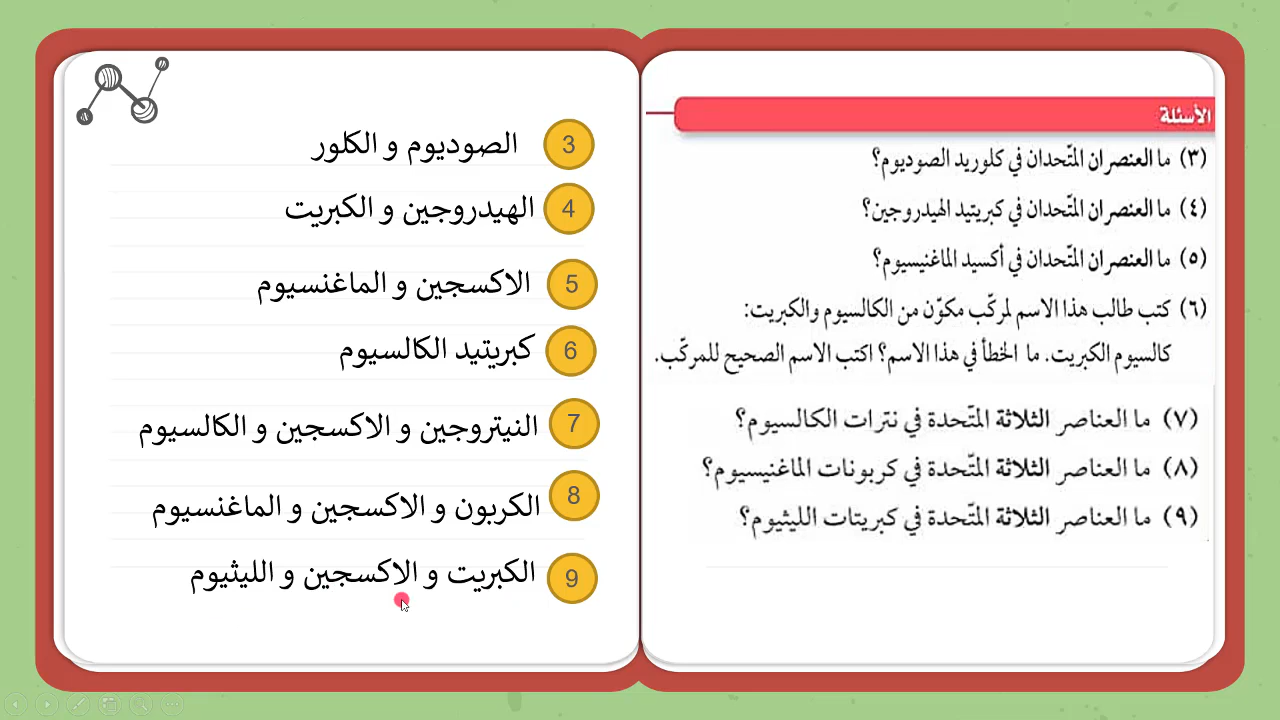 الأسئلة
(٣) ما العنصران المتّحدان في كلوريد الصوديوم؟
(٤) ما العنصران المتّحدان في كبريتيد الهيدروجين؟
(٥) ما العنصران المتّحدان في أكسيد الماغنيسيوم؟
(٦) كتب طالب هذا الاسم لمركّب مكوّن من الكالسيوم والكبريت:
كالسيوم الكبريت. ما الخطأ في هذا الاسم؟ اكتب الاسم الصحيح للمركّب.
(٧) ما العناصر الثلاثة المتّحدة في نترات الكالسيوم؟
(٨) ما العناصر الثلاثة المتّحدة في كربونات الماغنيسيوم؟
(٩) ما العناصر الثلاثة المتّحدة في كبريتات الليثيوم؟
3 الصوديوم و الكلور
4 الهيدروجين و الكبريت
5 الاكسجين و الماغنسيوم
6 كبريتيد الكالسيوم
7 النيتروجين و الاكسجين و الكالسيوم
8 الكربون و الاكسجين و الماغنسيوم
9 الكبريت و الاكسجين و الليثيوم